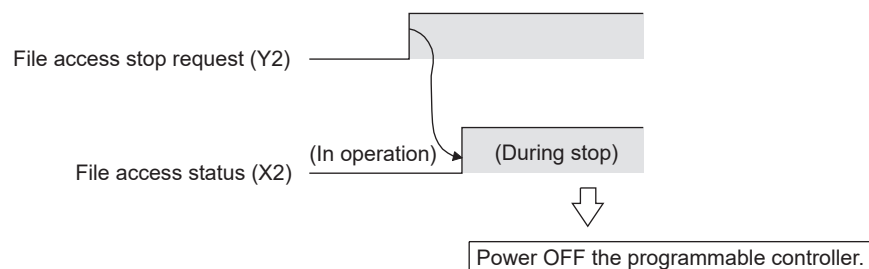 File access stop request (Y2)
(In operation)
(During stop)
File access status (X2)
Power OFF the programmable controller.